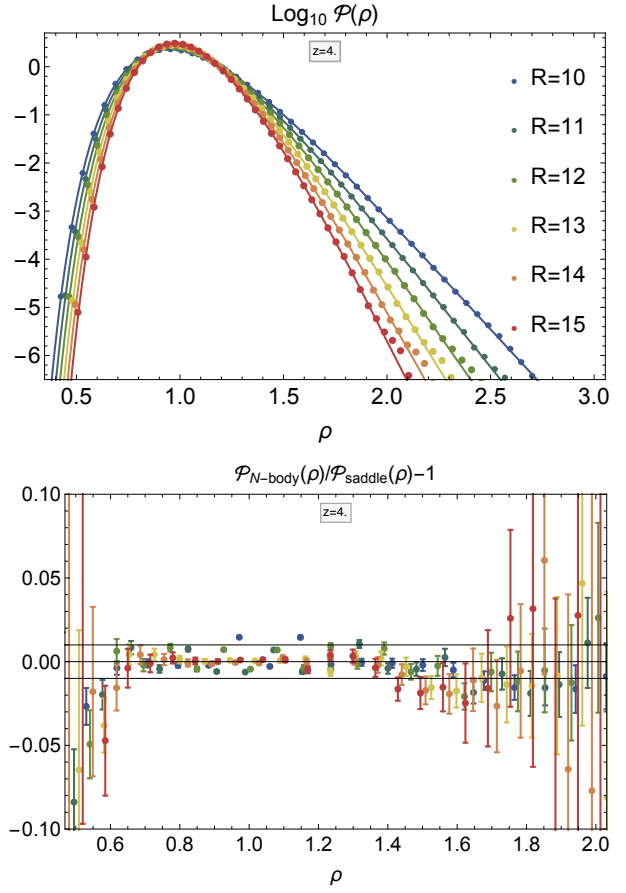 Log₁₀ 𝒫(ρ)
z=4.
0
−1
−2
−3
−4
−5
−6
R=10
R=11
R=12
R=13
R=14
R=15
0.5 1.0 1.5 2.0 2.5 3.0
ρ
𝒫N−body(ρ)/𝒫saddle(ρ)−1
z=4.
0.10
0.05
0.00
−0.05
−0.10
0.6 0.8 1.0 1.2 1.4 1.6 1.8 2.0
ρ